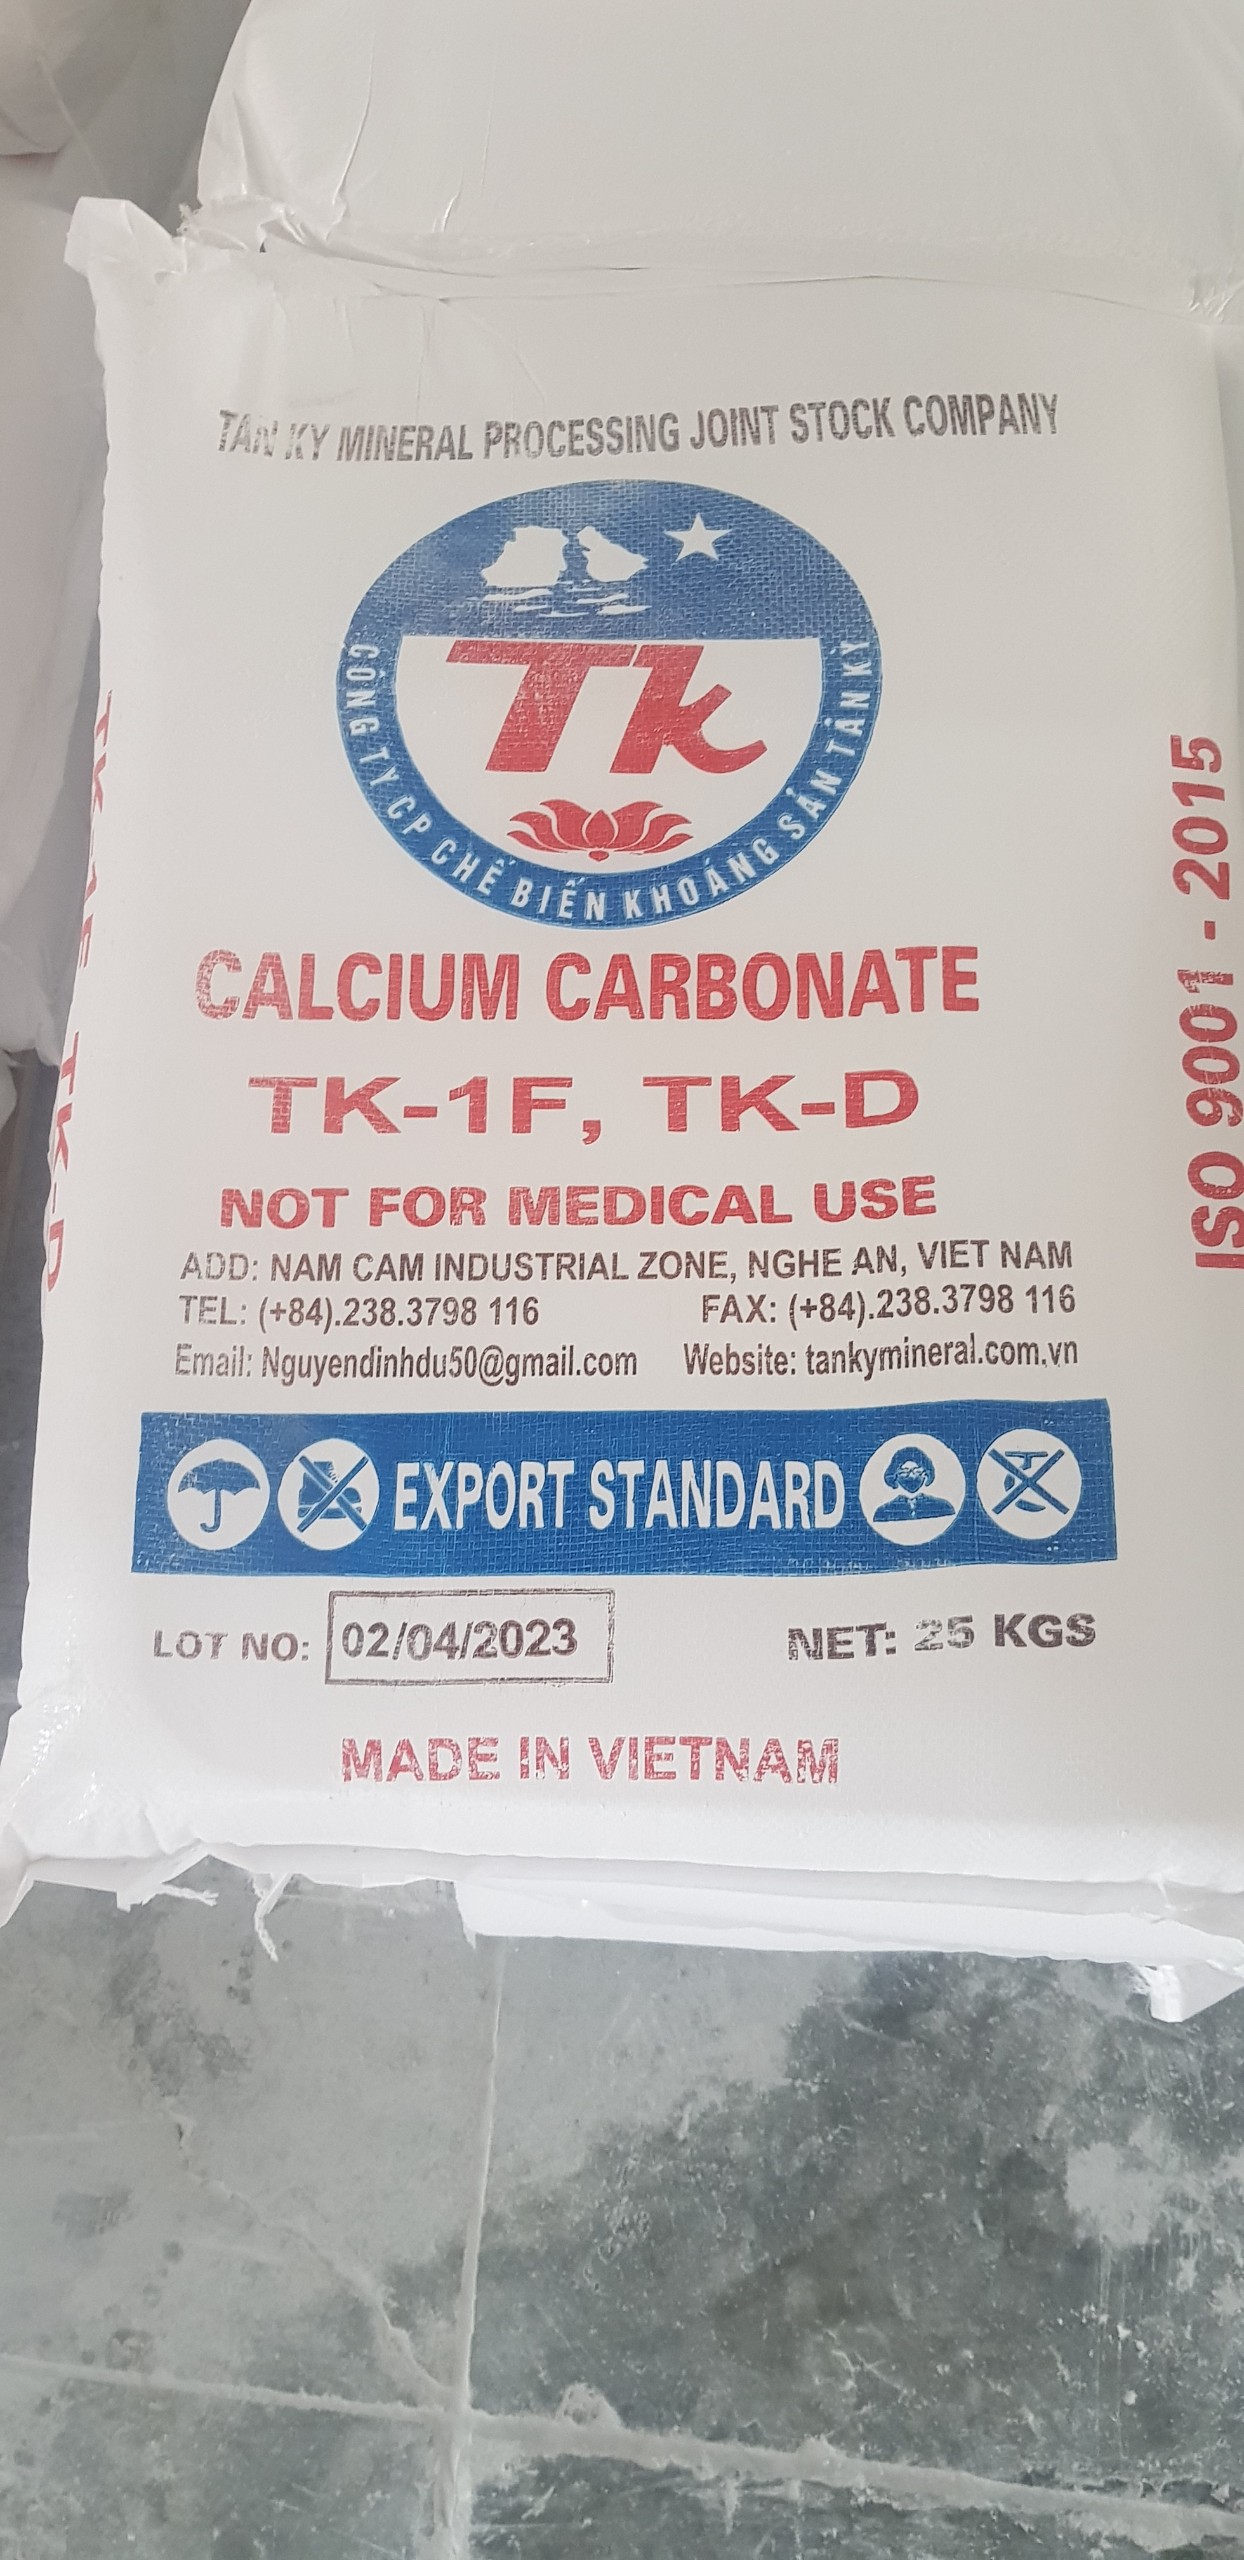 TAN KY MINERAL PROCESSING JOINT STOCK COMPANY
Tk
CÔNG TY CP CHẾ BIẾN KHOÁNG SẢN TÂN KỲ
CALCIUM CARBONATE
TK-1F, TK-D
NOT FOR MEDICAL USE
ADD: NAM CAM INDUSTRIAL ZONE, NGHE AN, VIET NAM
TEL: (+84).238.3798 116 FAX: (+84).238.3798 116
Email: Nguyendinhdu50@gmail.com Website: tankymineral.com.vn
EXPORT STANDARD
LOT NO: 02/04/2023 NET: 25 KGS
MADE IN VIETNAM
ISO 9001 - 2015
TK-1F TK-D